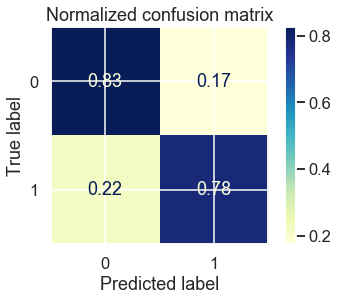 Normalized confusion matrix
0.83 0.17 0.8
0
0.6
True label
0.4
1 0.22 0.78
0.2
0 1
Predicted label